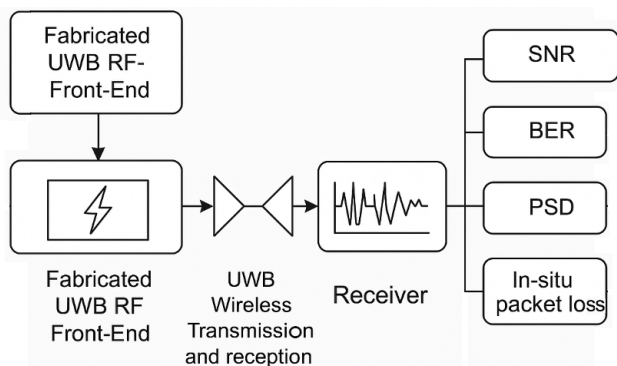 Fabricated
UWB RF-
Front-End
Fabricated
UWB RF
Front-End
UWB
Wireless
Transmission
and reception
Receiver
SNR
BER
PSD
In-situ
packet loss